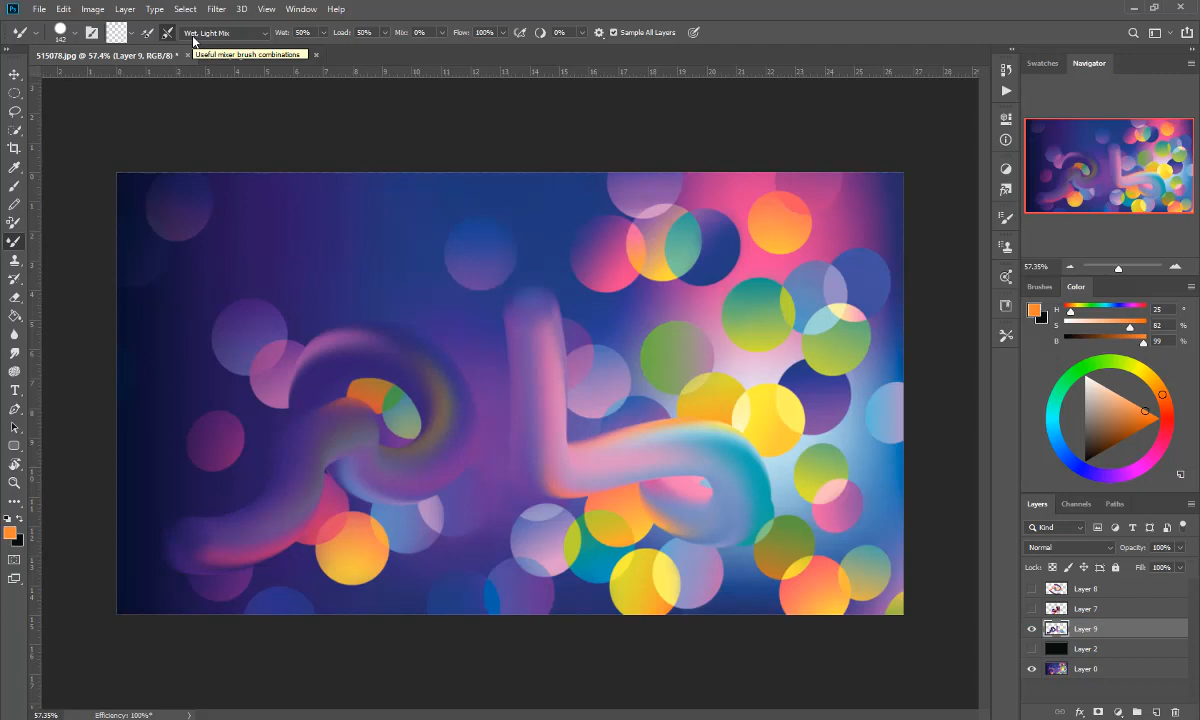 Ps File Edit Image Layer Type Select Filter 3D View Window Help
142 Wet, Light Mix Wet: 50% Load: 50% Mix: 0% Flow: 100% 0% Sample All Layers
Useful mixer brush combinations
515078.jpg @ 57.4% (Layer 9, RGB/8) *
Swatches Navigator
57.35%
Brushes Color
H 25 °
S 82 %
B 99 %
Layers Channels Paths
Kind
Normal Opacity: 100%
Lock: Fill: 100%
Layer 8
Layer 7
Layer 9
Layer 2
Layer 0
fx
57.35% Efficiency: 100%*